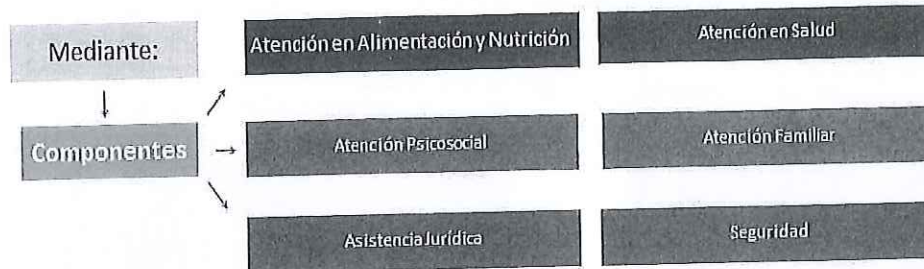 Mediante:
Atención en Alimentación y Nutrición
Atención en Salud
Componentes
Atención Psicosocial
Atención Familiar
Asistencia Jurídica
Seguridad